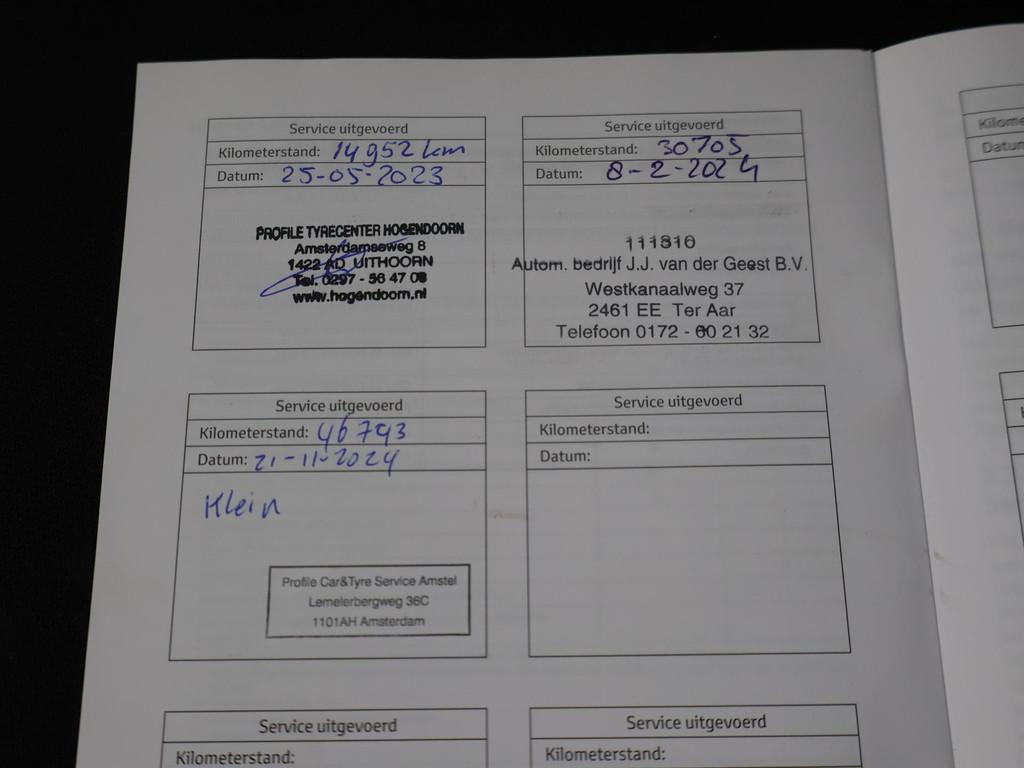 Service uitgevoerd
Kilometerstand: 14952 km
Datum: 25-05-2023
PROFILE TYRECENTER HOGENDOORN
Amsterdamseweg 8
1422 AD UITHOORN
Tel. 0297 - 56 47 08
www.hogendoorn.nl
Service uitgevoerd
Kilometerstand: 30705
Datum: 8-2-2024
111810
Autom. bedrijf J.J. van der Geest B.V.
Westkanaalweg 37
2461 EE Ter Aar
Telefoon 0172 - 60 21 32
Service uitgevoerd
Kilometerstand: 46793
Datum: 21-11-2024
Klein
Profile Car&Tyre Service Amstel
Lemelerbergweg 36C
1101AH Amsterdam
Service uitgevoerd
Kilometerstand:
Datum:
Service uitgevoerd
Kilometerstand:
Service uitgevoerd
Kilometerstand: